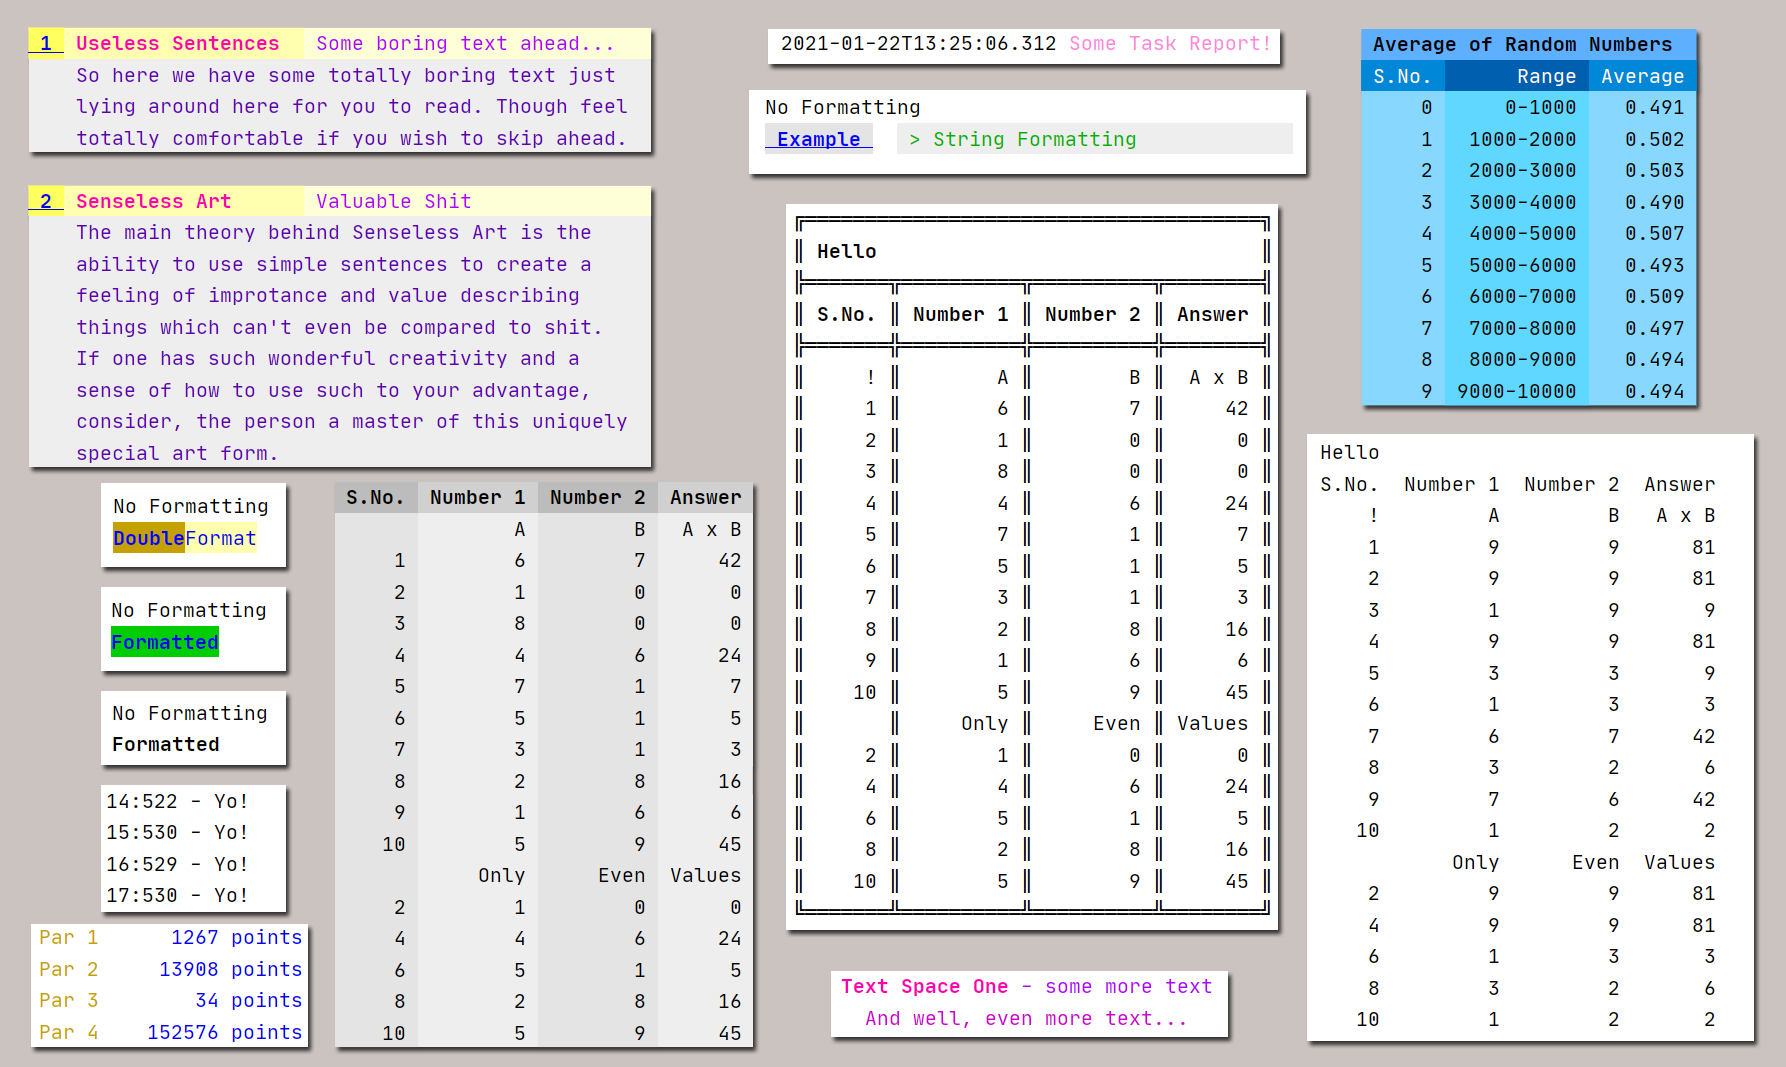 1 Useless Sentences Some boring text ahead...
So here we have some totally boring text just
lying around here for you to read. Though feel
totally comfortable if you wish to skip ahead.
2 Senseless Art Valuable Shit
The main theory behind Senseless Art is the
ability to use simple sentences to create a
feeling of improtance and value describing
things which can't even be compared to shit.
If one has such wonderful creativity and a
sense of how to use such to your advantage,
consider, the person a master of this uniquely
special art form.
No Formatting
DoubleFormat
No Formatting
Formatted
No Formatting
Formatted
14:522 - Yo!
15:530 - Yo!
16:529 - Yo!
17:530 - Yo!
Par 1 1267 points
Par 2 13908 points
Par 3 34 points
Par 4 152576 points
S.No. Number 1 Number 2 Answer
A B A x B
1 6 7 42
2 1 0 0
3 8 0 0
4 4 6 24
5 7 1 7
6 5 1 5
7 3 1 3
8 2 8 16
9 1 6 6
10 5 9 45
Only Even Values
2 1 0 0
4 4 6 24
6 5 1 5
8 2 8 16
10 5 9 45
2021-01-22T13:25:06.312 Some Task Report!
No Formatting
Example > String Formatting
Hello
S.No. Number 1 Number 2 Answer
! A B A x B
1 6 7 42
2 1 0 0
3 8 0 0
4 4 6 24
5 7 1 7
6 5 1 5
7 3 1 3
8 2 8 16
9 1 6 6
10 5 9 45
Only Even Values
2 1 0 0
4 4 6 24
6 5 1 5
8 2 8 16
10 5 9 45
Text Space One - some more text
And well, even more text...
Average of Random Numbers
S.No. Range Average
0 0-1000 0.491
1 1000-2000 0.502
2 2000-3000 0.503
3 3000-4000 0.490
4 4000-5000 0.507
5 5000-6000 0.493
6 6000-7000 0.509
7 7000-8000 0.497
8 8000-9000 0.494
9 9000-10000 0.494
Hello
S.No. Number 1 Number 2 Answer
! A B A x B
1 9 9 81
2 9 9 81
3 1 9 9
4 9 9 81
5 3 3 9
6 1 3 3
7 6 7 42
8 3 2 6
9 7 6 42
10 1 2 2
Only Even Values
2 9 9 81
4 9 9 81
6 1 3 3
8 3 2 6
10 1 2 2